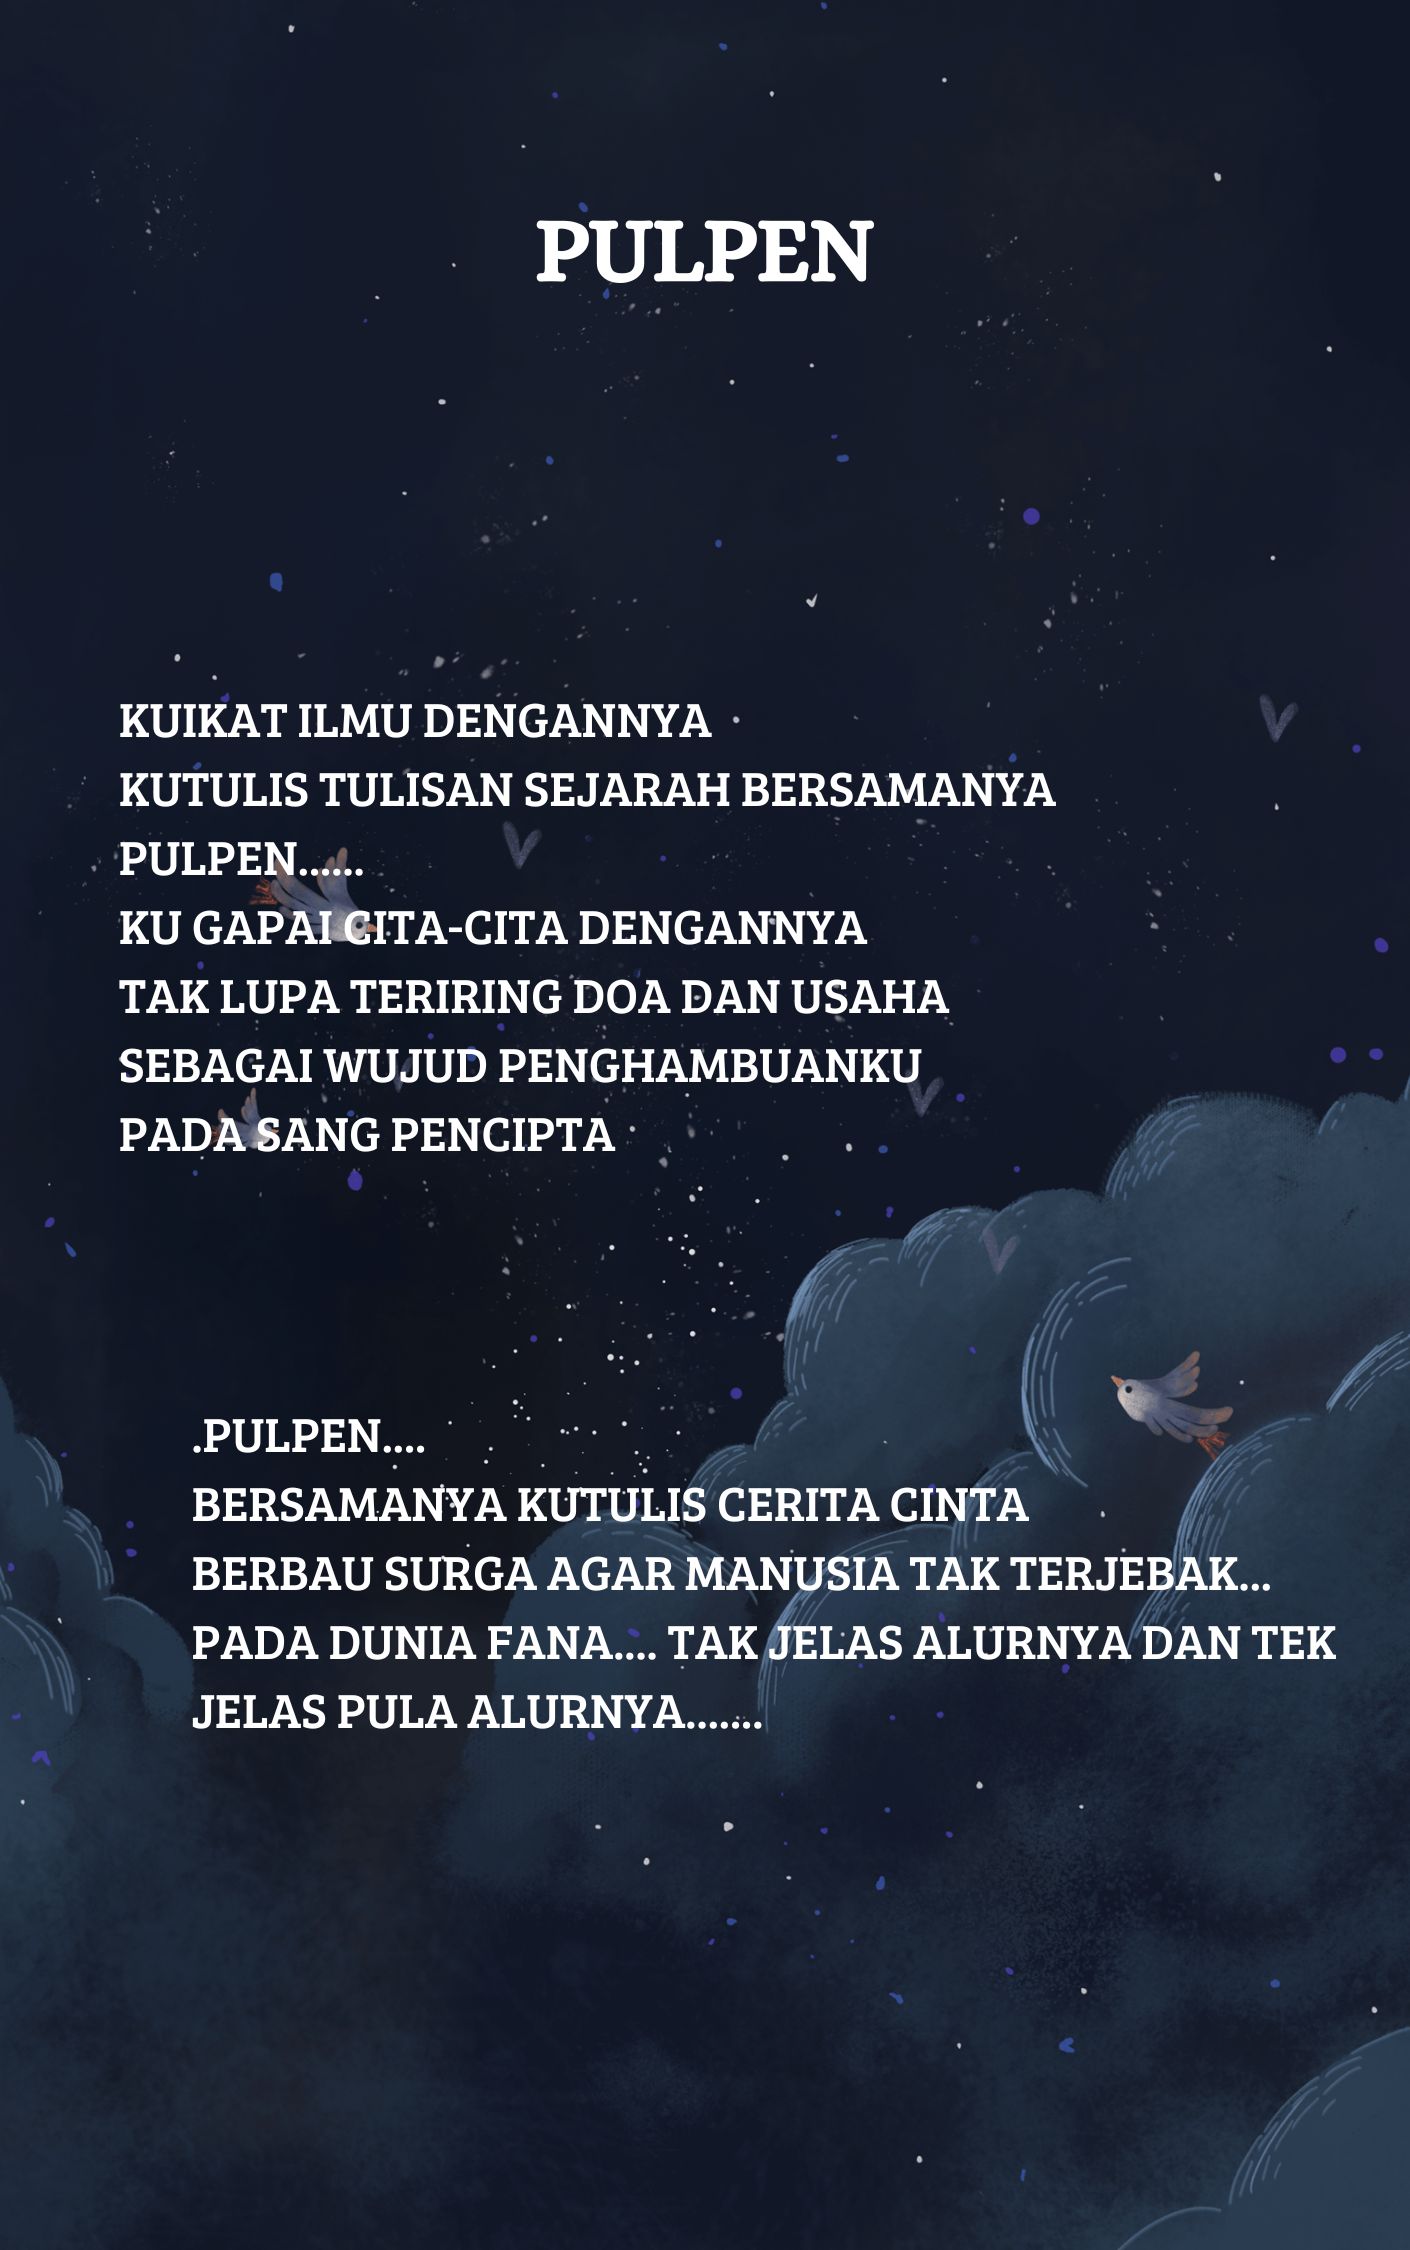 PULPEN
KUIKAT ILMU DENGANNYA
KUTULIS TULISAN SEJARAH BERSAMANYA
PULPEN......
KU GAPAI CITA-CITA DENGANNYA
TAK LUPA TERIRING DOA DAN USAHA
SEBAGAI WUJUD PENGHAMBUANKU
PADA SANG PENCIPTA
.PULPEN....
BERSAMANYA KUTULIS CERITA CINTA
BERBAU SURGA AGAR MANUSIA TAK TERJEBAK...
PADA DUNIA FANA.... TAK JELAS ALURNYA DAN TEK
JELAS PULA ALURNYA.......